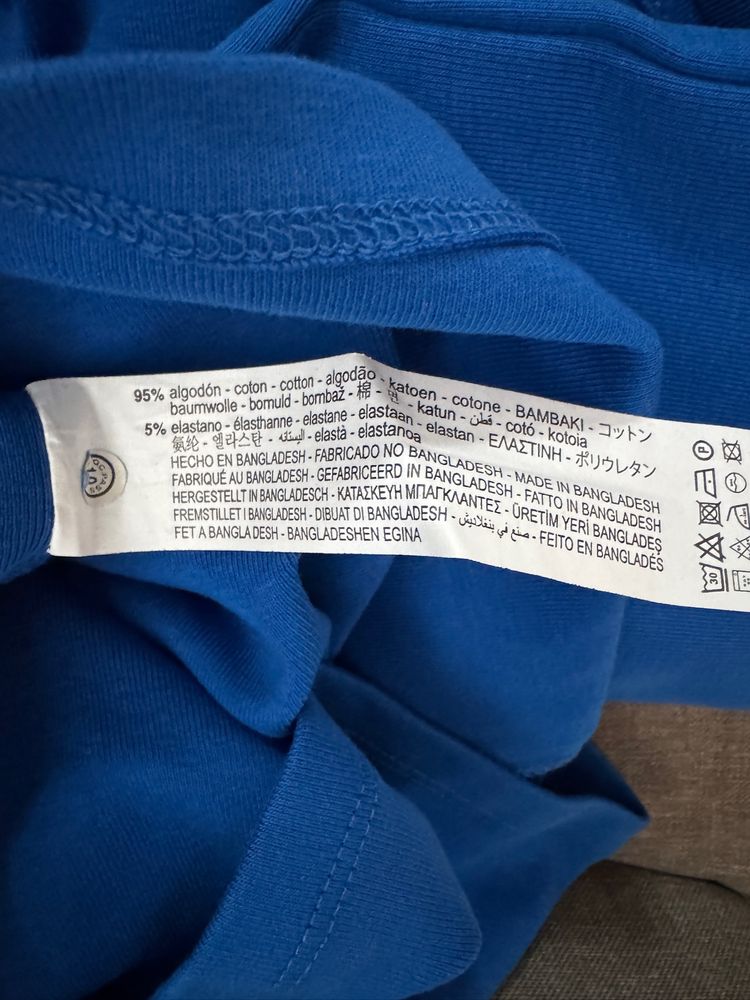 95% algodón - coton - cotton - algodão - katoen - cotone - BAMBAKI - コットン
baumwolle - bomuld - bombaž - 棉 - 면 - katun - قطن - cotó - kotoia
5% elastano - élasthanne - elastane - elastaan - elastan - ΕΛΑΣΤΙΝΗ - ポリウレタン
氨纶 - 엘라스탄 - البستانه - elastà - elastanoa
HECHO EN BANGLADESH - FABRICADO NO BANGLADESH - MADE IN BANGLADESH
FABRIQUÉ AU BANGLADESH - GEFABRICEERD IN BANGLADESH - FATTO IN BANGLADESH
HERGESTELLT IN BANGLADESCH - ΚΑΤΑΣΚΕΥΗ ΜΠΑΓΚΛΑΝΤΕΣ - ÜRETİM YERİ BANGLADEŞ
FREMSTILLET I BANGLADESH - DIBUAT DI BANGLADESH - صنع في بنغلاديش - FEITO EN BANGLADÉS
FET A BANGLADESH - BANGLADESHEN EGINA
P
30